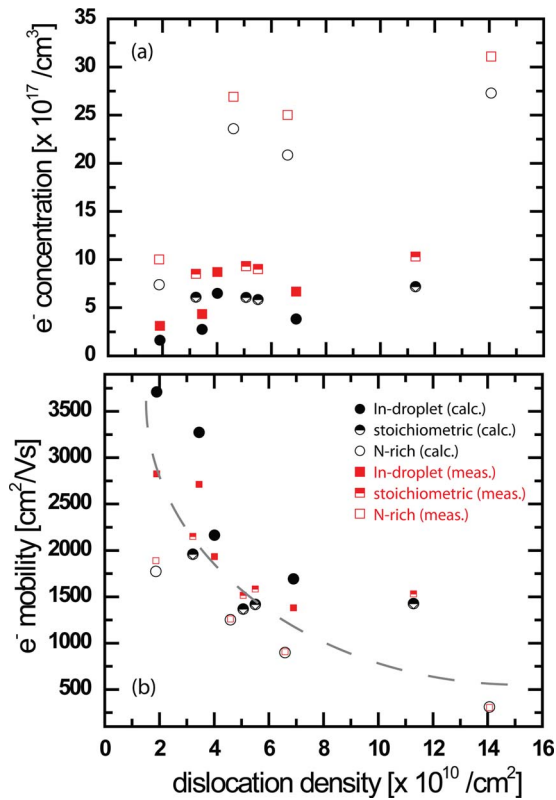 (a)
e⁻ concentration [x 10¹⁷ /cm³]
35
30
25
20
15
10
5
0
In-droplet (calc.)
stoichiometric (calc.)
N-rich (calc.)
In-droplet (meas.)
stoichiometric (meas.)
N-rich (meas.)
(b)
e⁻ mobility [cm²/Vs]
3500
3000
2500
2000
1500
1000
500
0 2 4 6 8 10 12 14 16
dislocation density [x 10¹⁰ /cm²]